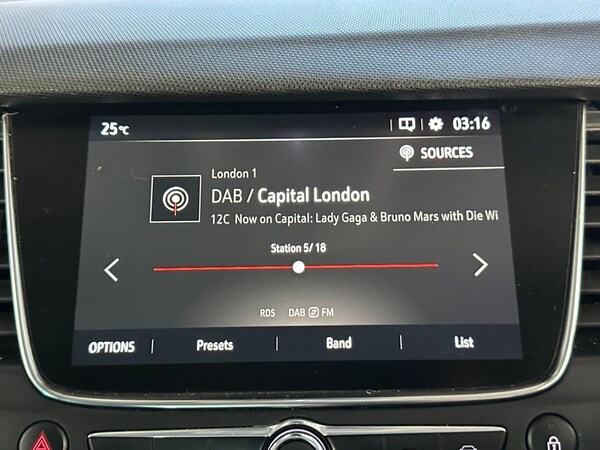 25°C 03:16
SOURCES
London 1
DAB / Capital London
12C Now on Capital: Lady Gaga & Bruno Mars with Die Wi
Station 5/ 18
RDS DAB FM
OPTIONS Presets Band List